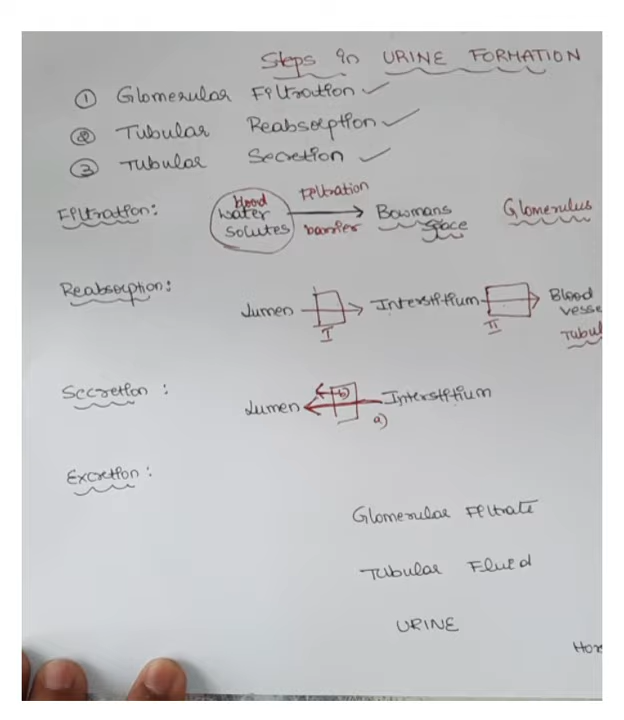 Steps in URINE FORMATION
① Glomerular Filtration ✓
② Tubular Reabsorption ✓
③ Tubular Secretion ✓
Filtration: blood water solutes Filtration barrier Bowmans Space Glomerulus
Reabsorption: Lumen I Interstitium II Blood vesse Tubul
Secretion: Lumen b) a) Interstitium
Excretion:
Glomerular Filtrate
Tubular Fluid
URINE
Hor